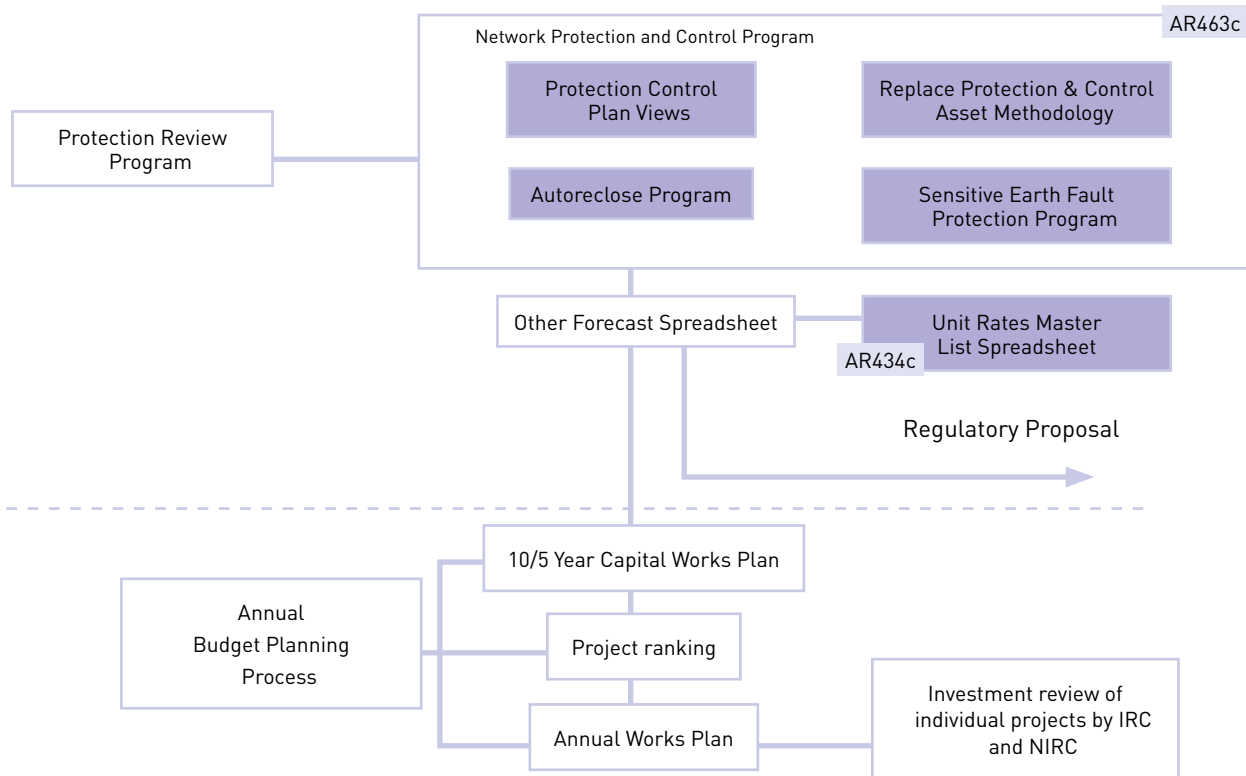 AR463c
Network Protection and Control Program
Protection Control
Plan Views
Replace Protection & Control
Asset Methodology
Protection Review
Program
Autoreclose Program
Sensitive Earth Fault
Protection Program
Other Forecast Spreadsheet
Unit Rates Master
List Spreadsheet
AR434c
Regulatory Proposal
10/5 Year Capital Works Plan
Annual
Budget Planning
Process
Project ranking
Annual Works Plan
Investment review of
individual projects by IRC
and NIRC